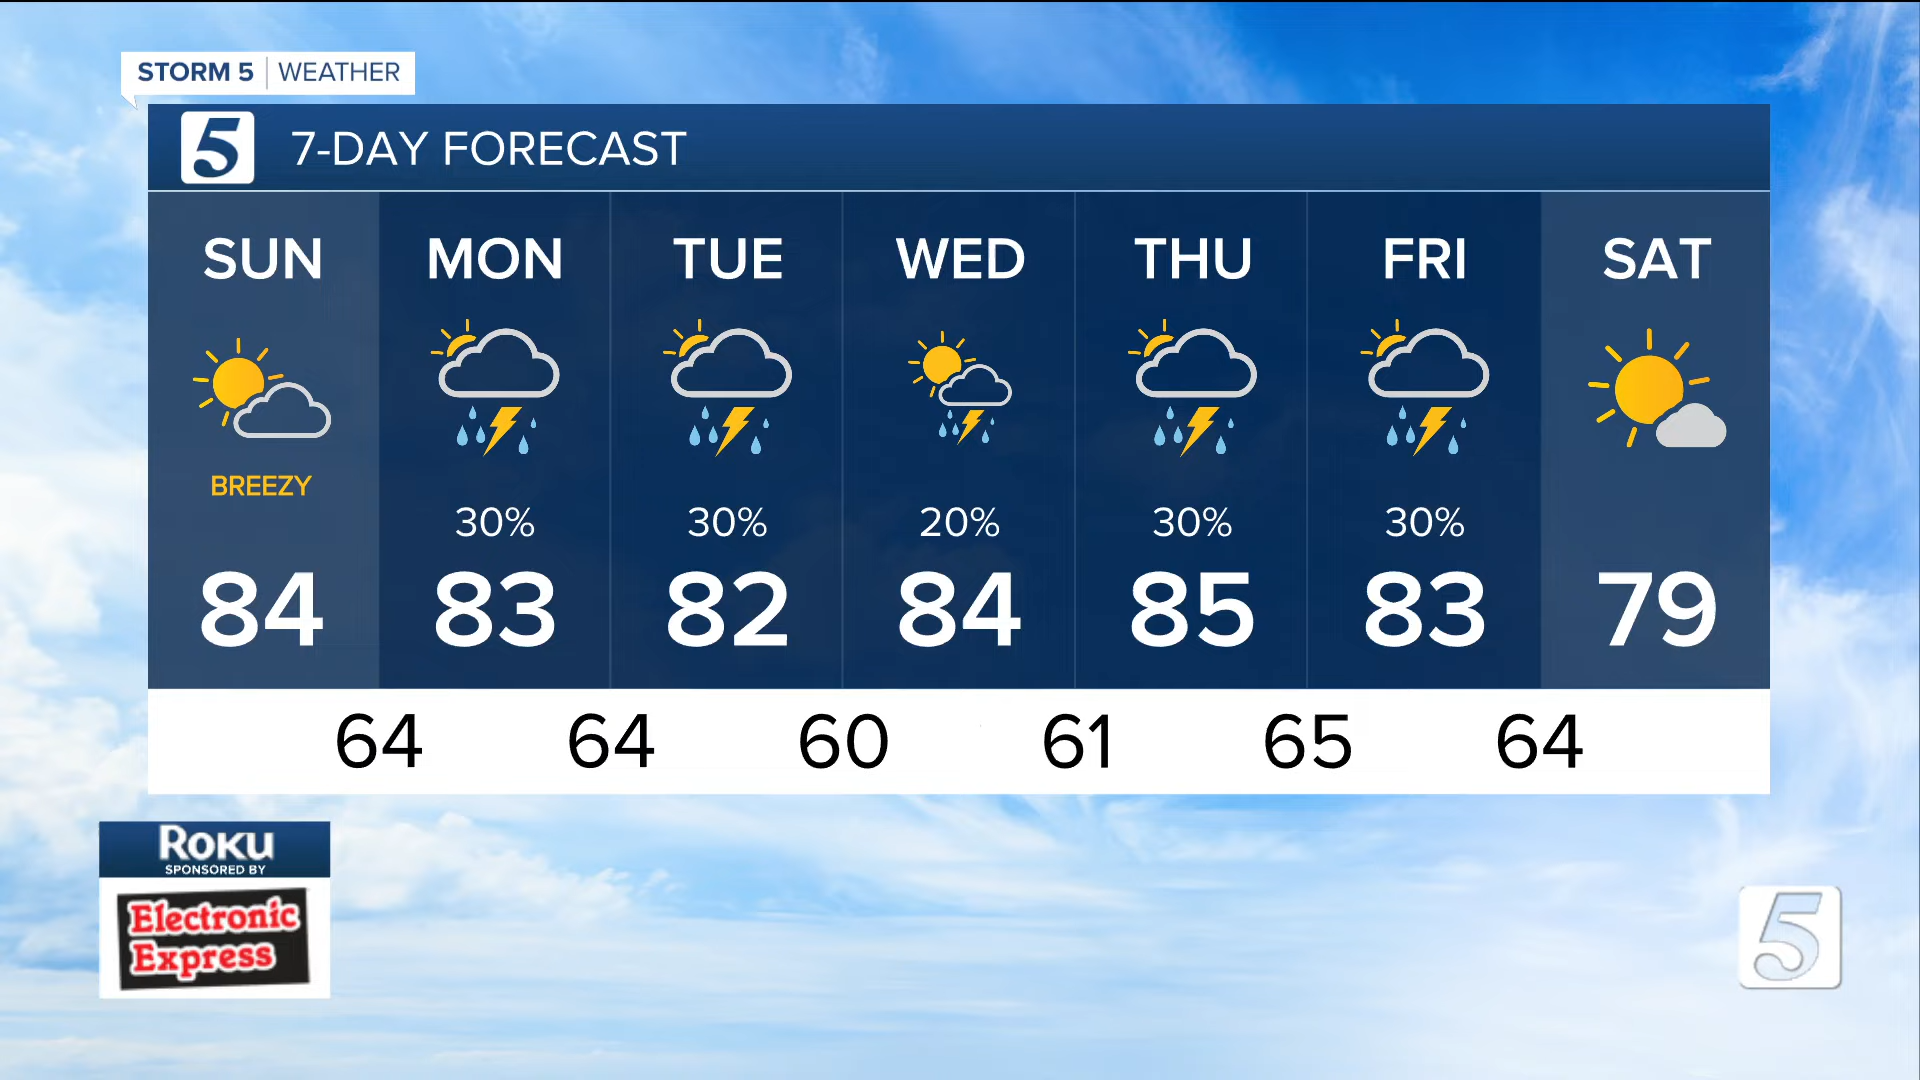 STORM 5 | WEATHER
5 7-DAY FORECAST
SUN MON TUE WED THU FRI SAT
BREEZY
30% 30% 20% 30% 30%
84 83 82 84 85 83 79
64 64 60 61 65 64
ROKU
SPONSORED BY
Electronic
Express
5